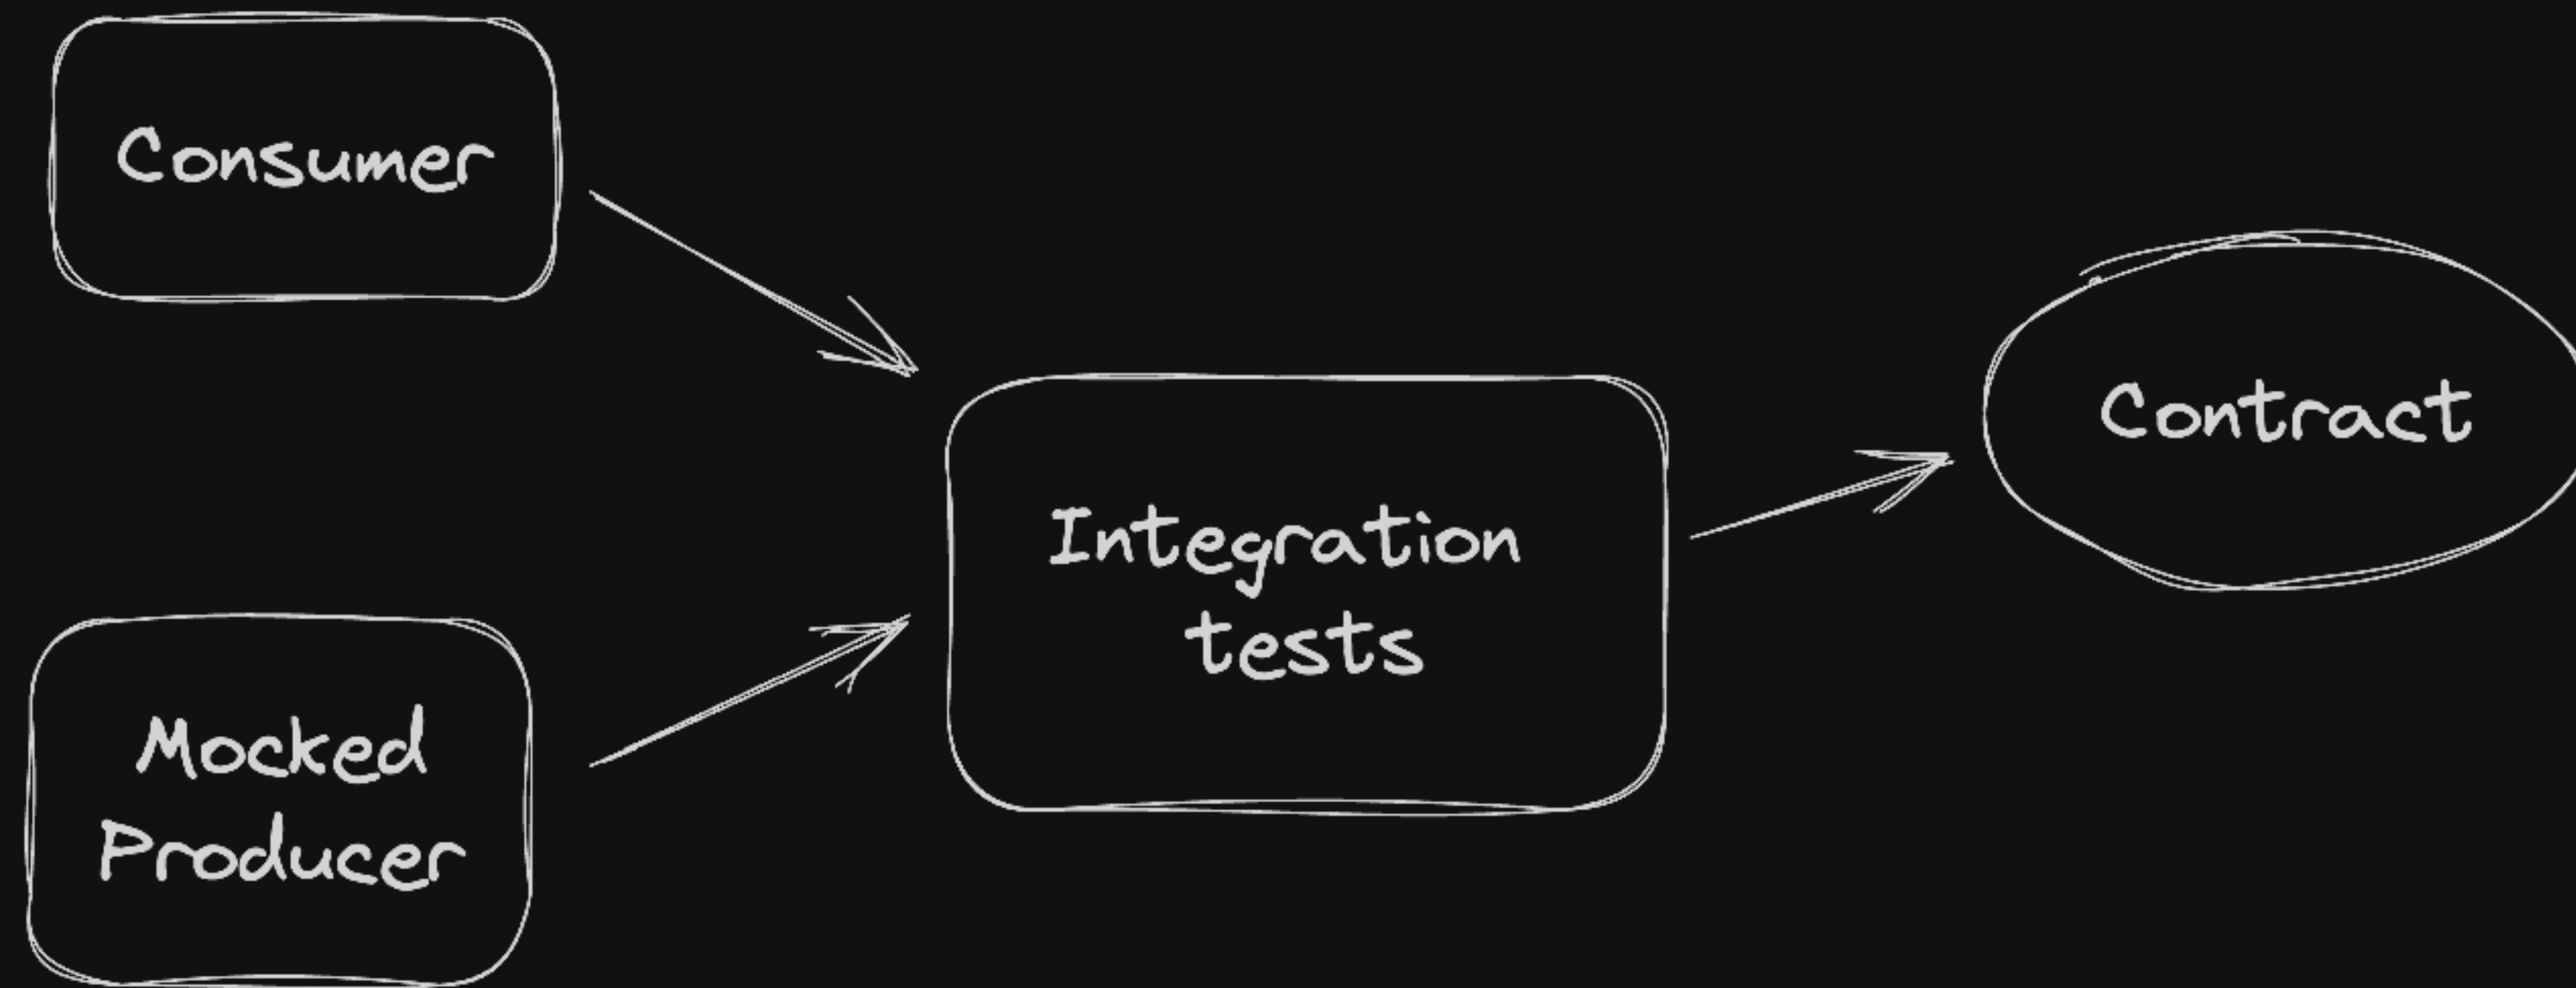 Consumer
Mocked
Producer
Integration
tests
Contract